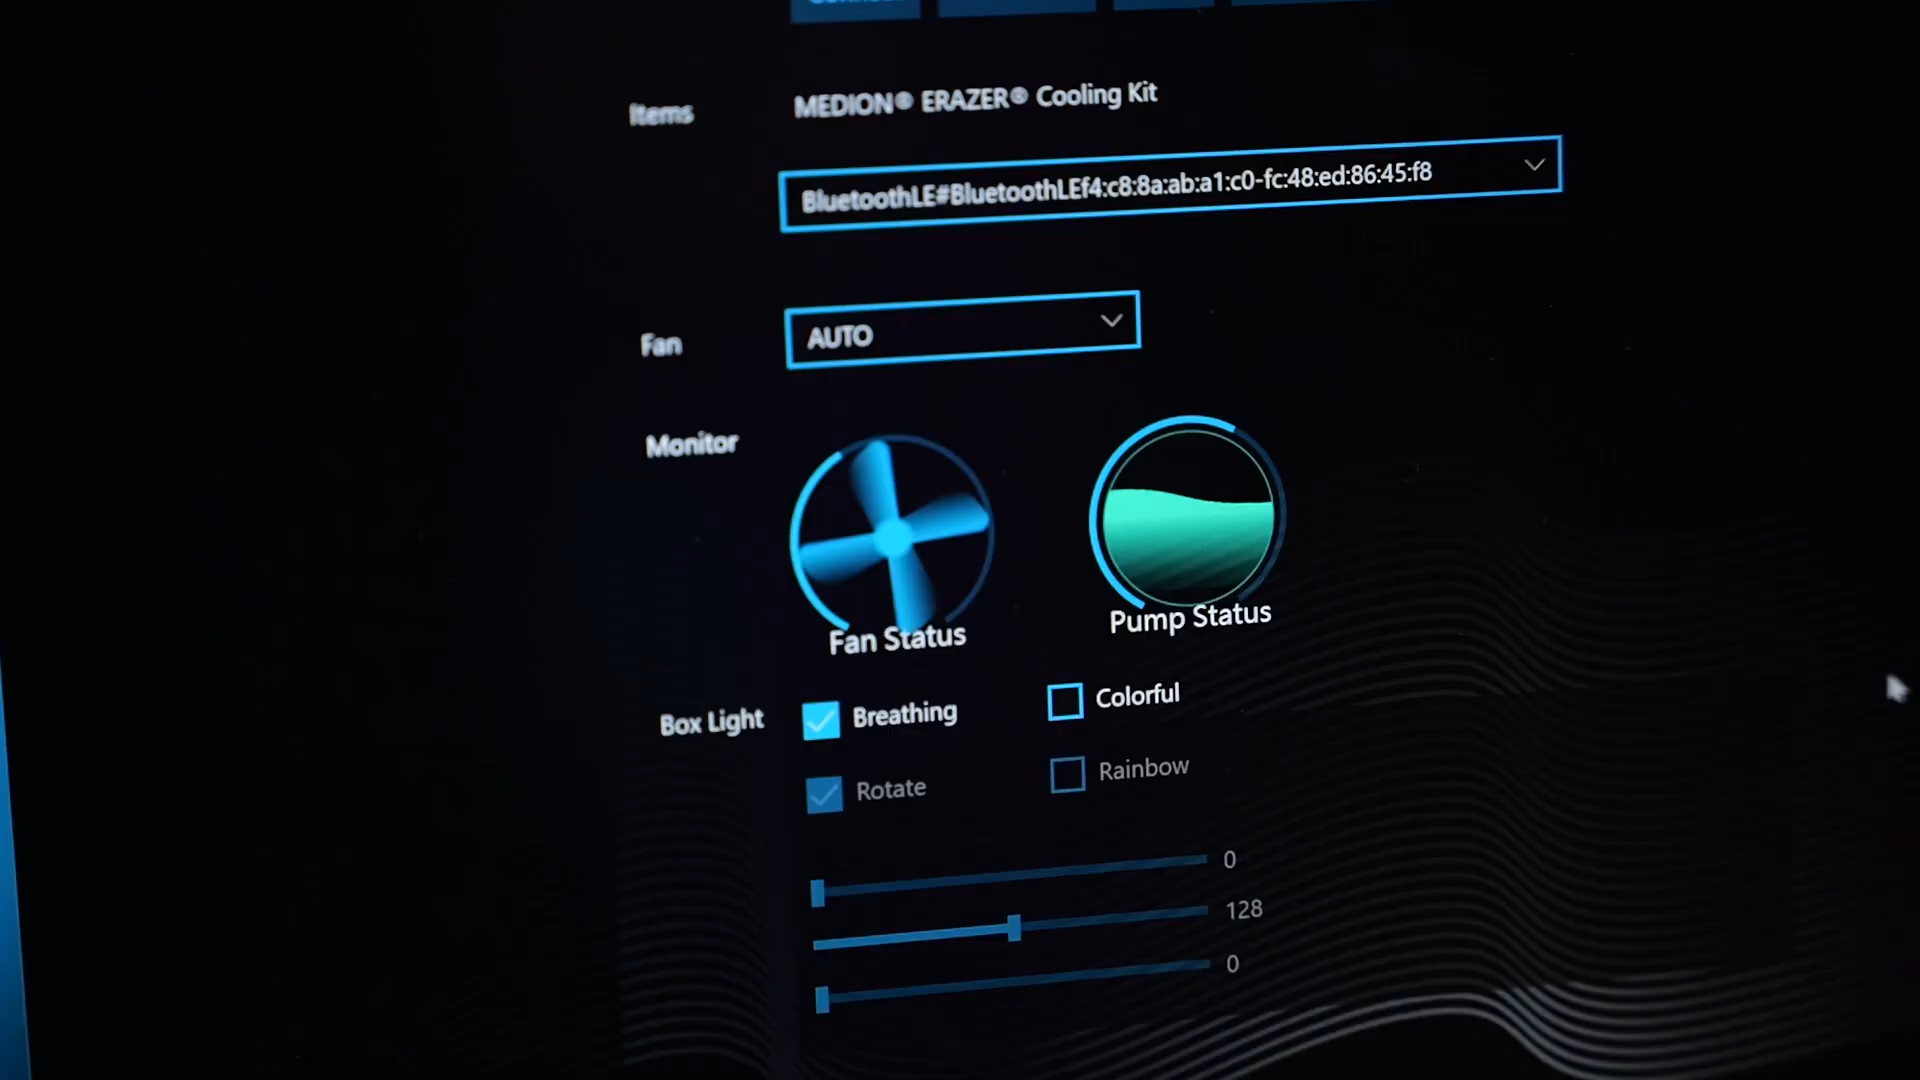 Items
MEDION® ERAZER® Cooling Kit
BluetoothLE#BluetoothLEf4:c8:8a:ab:a1:c0-fc:48:ed:86:45:f8
Fan
AUTO
Monitor
Fan Status
Pump Status
Box Light
Breathing
Colorful
Rotate
Rainbow
0
128
0